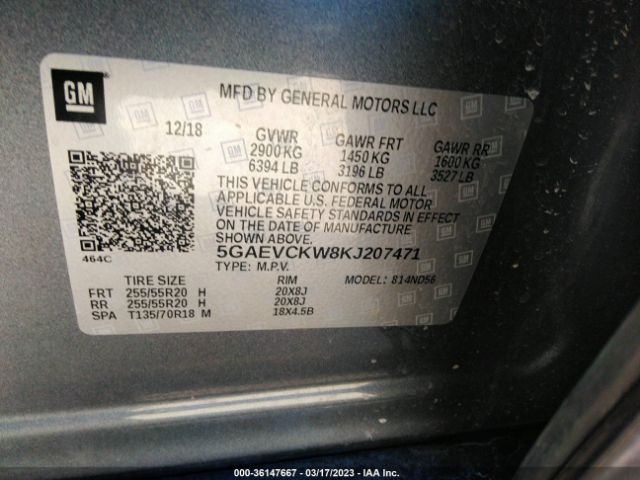 GM
MFD BY GENERAL MOTORS LLC
12/18 GVWR GAWR FRT GAWR RR
2900 KG 1450 KG 1600 KG
6394 LB 3196 LB 3527 LB
THIS VEHICLE CONFORMS TO ALL
APPLICABLE U.S. FEDERAL MOTOR
VEHICLE SAFETY STANDARDS IN EFFECT
ON THE DATE OF MANUFACTURE
SHOWN ABOVE.
464C 5GAEVCKW8KJ207471
TYPE: M.P.V. MODEL: 814ND56
TIRE SIZE RIM
FRT 255/55R20 H 20X8J
RR 255/55R20 H 20X8J
SPA T135/70R18 M 18X4.5B
000-36147667 - 03/17/2023 - IAA Inc.